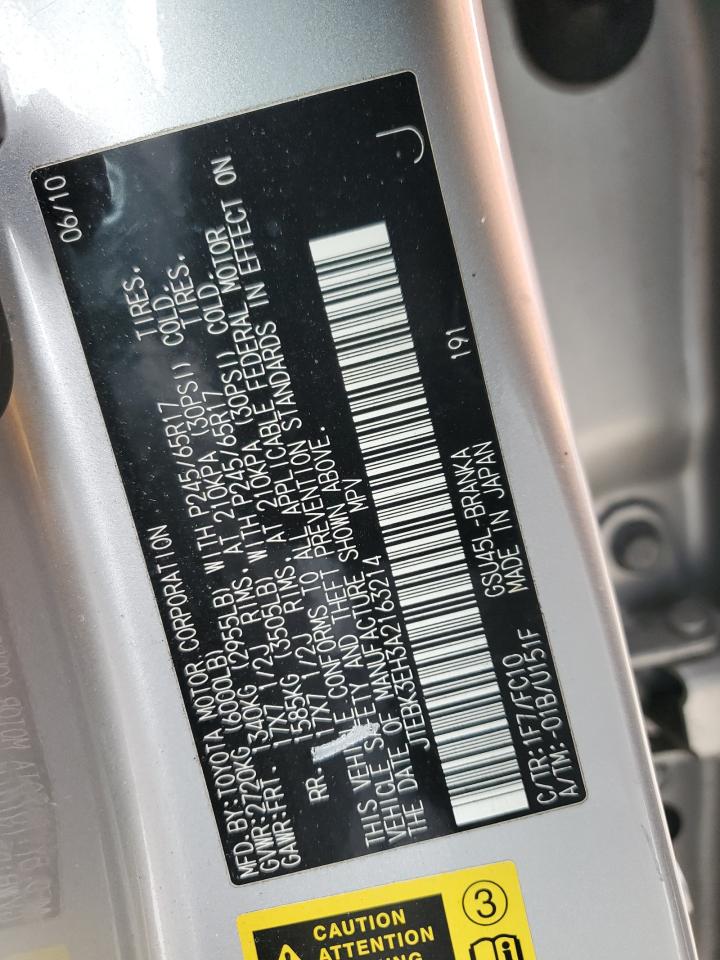 MFD.BY:TOYOTA MOTOR CORPORATION 06/10
GVWR:2720KG (6000LB)
GAWR:FRT. 1340KG (2955LB) WITH P245/65R17 TIRES.
17X7 1/2J RIMS. AT 210KPA (30PSI) COLD.
RR. 1585KG (3505LB) WITH P245/65R17 TIRES.
17X7 1/2J RIMS. AT 210KPA (30PSI) COLD.
THIS VEHICLE CONFORMS TO ALL APPLICABLE FEDERAL MOTOR
VEHICLE SAFETY AND THEFT PREVENTION STANDARDS IN EFFECT ON
THE DATE OF MANUFACTURE SHOWN ABOVE.
JTEBK3EH3A2163214 MPV
J
C/TR:1F7/FC10 GSU45L-BRANKA 191
A/TM:-01B/U151F MADE IN JAPAN
CAUTION
ATTENTION
3
i